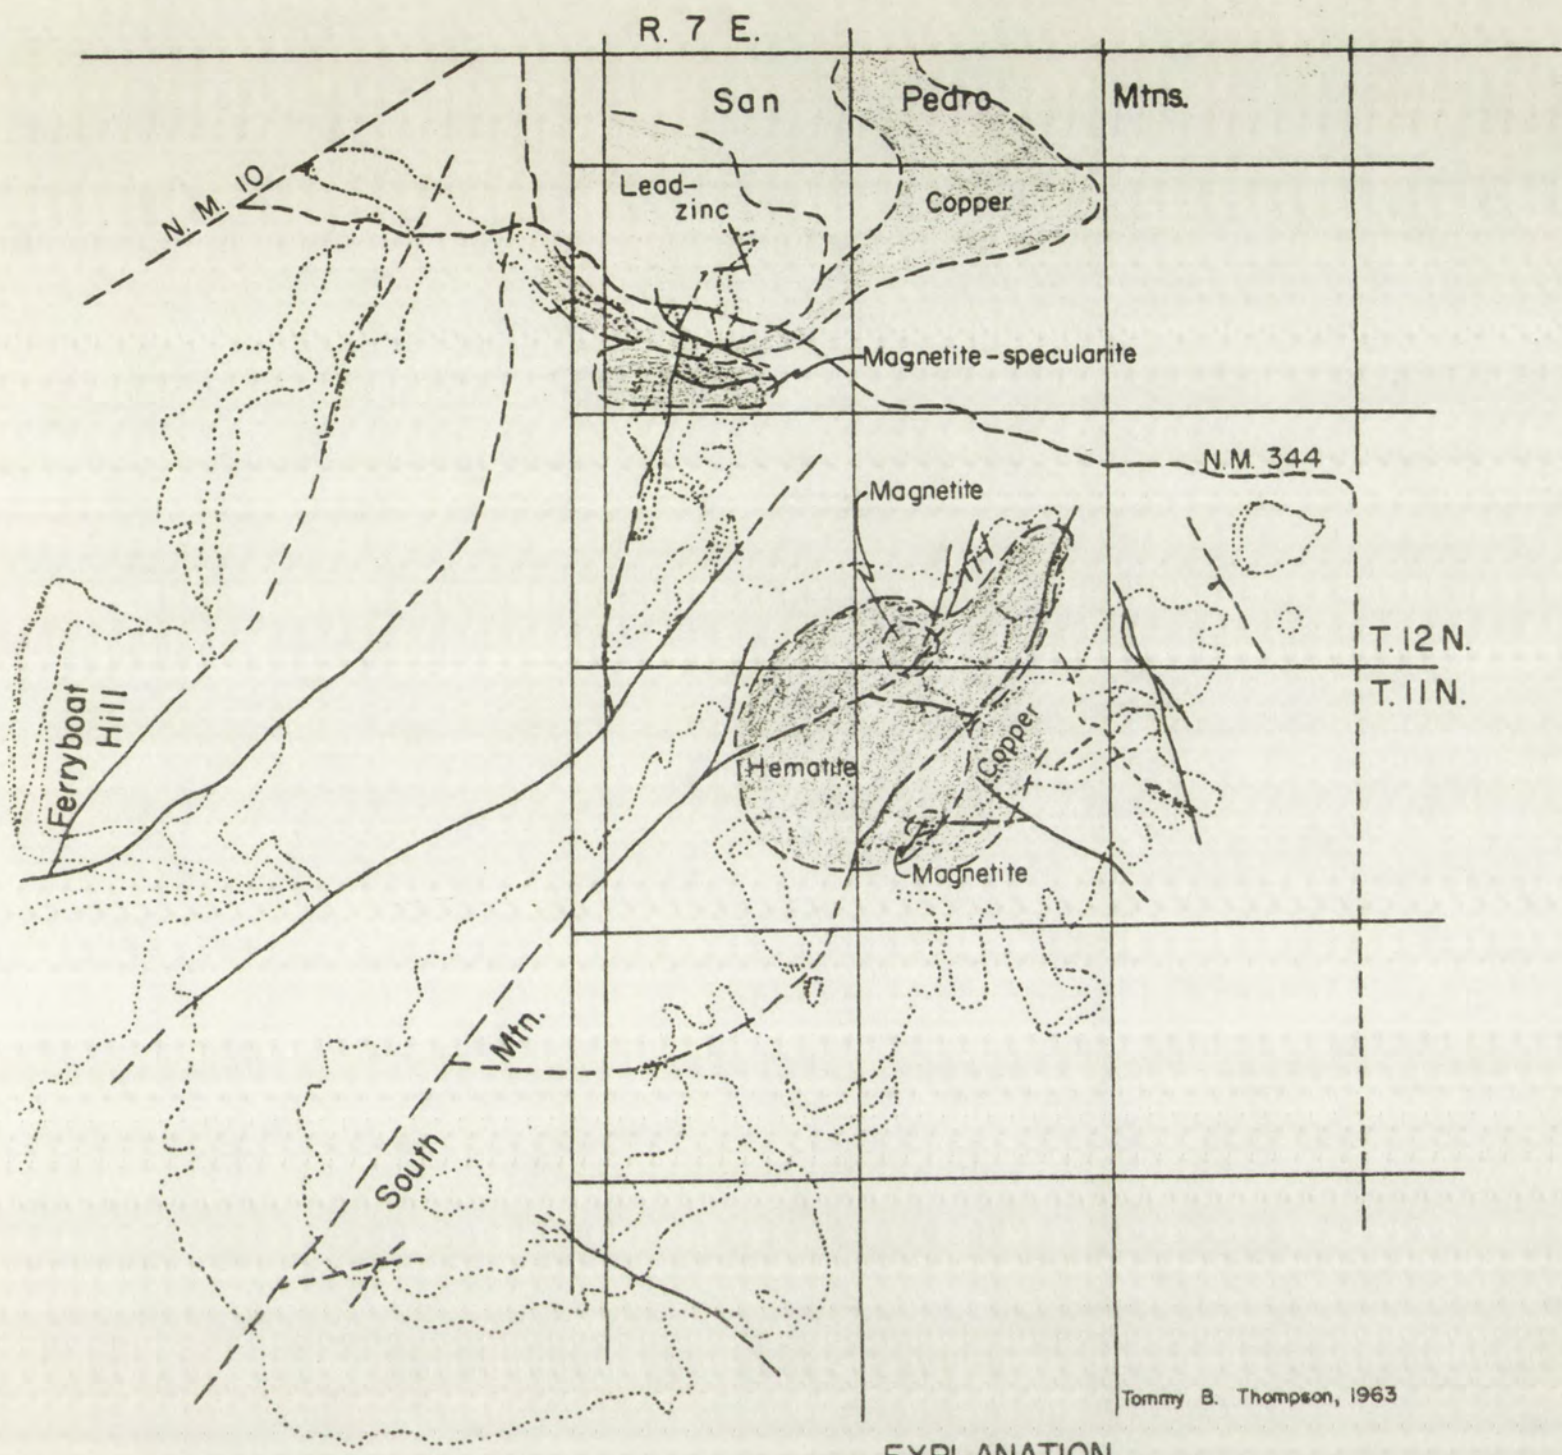 R. 7 E.
San Pedro Mtns.
N. M. 10
Lead-
zinc
Copper
Magnetite-specularite
N.M. 344
Magnetite
T. 12 N.
T. 11 N.
Ferryboat
Hill
Hematite
Copper
Magnetite
South Mtn.
Tommy B. Thompson, 1963
EXPLANATION